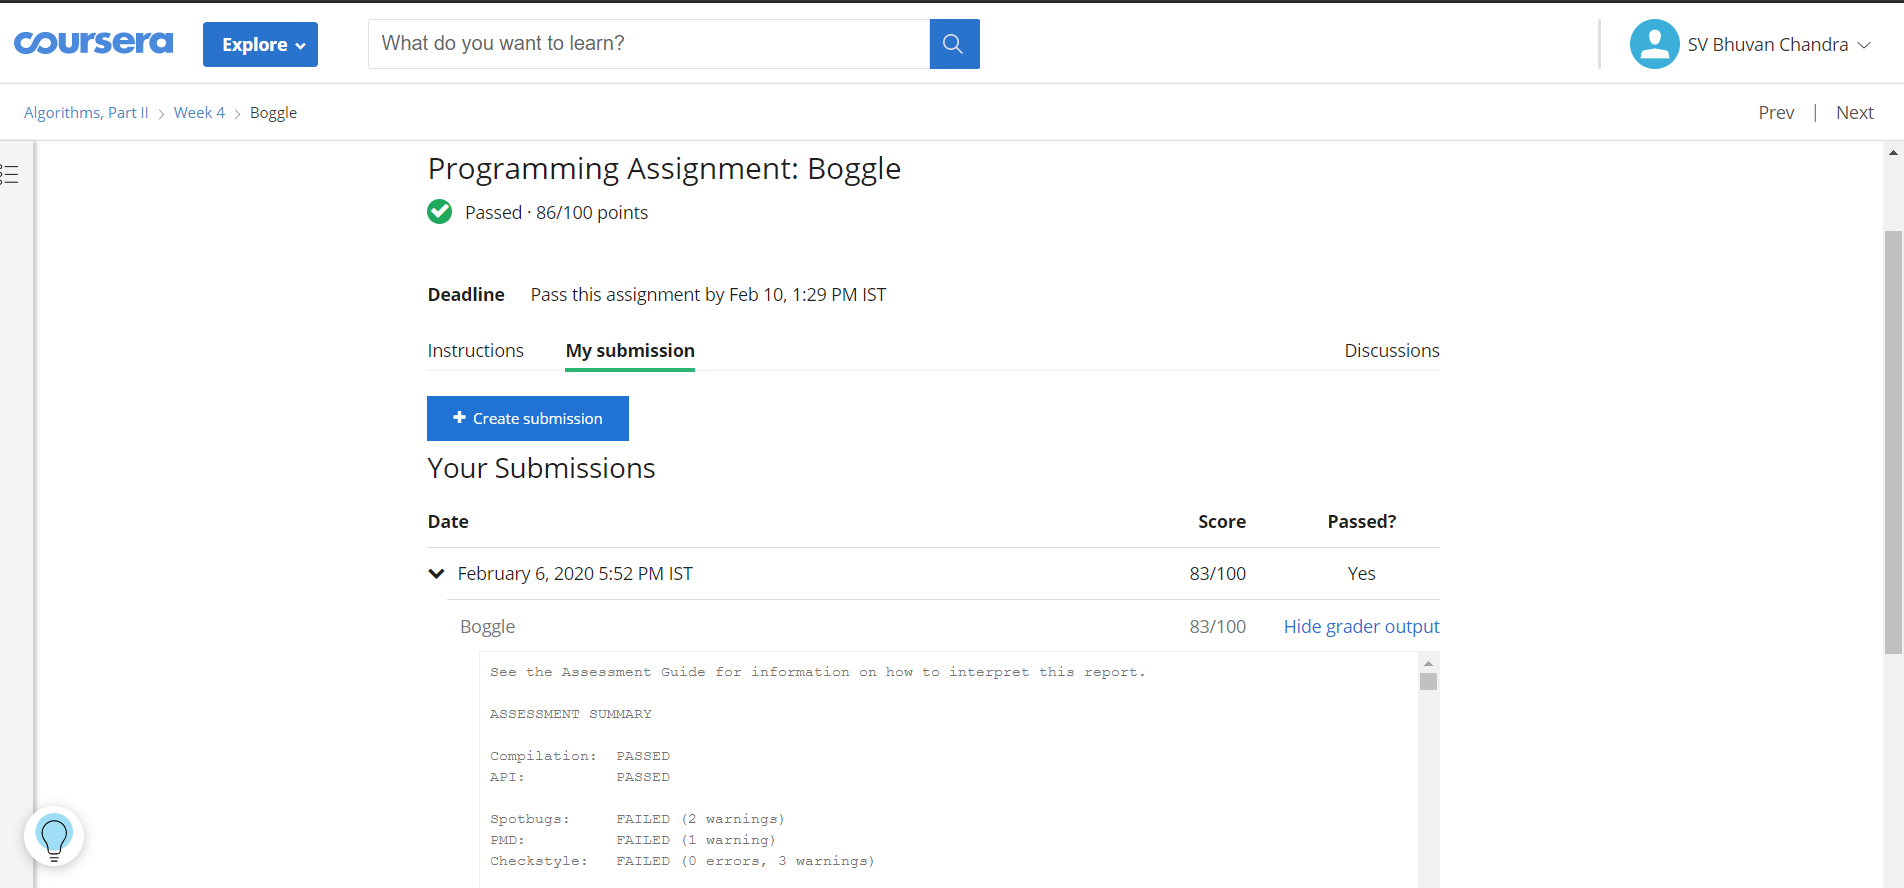 coursera Explore What do you want to learn? SV Bhuvan Chandra
Algorithms, Part II > Week 4 > Boggle Prev | Next
Programming Assignment: Boggle
Passed · 86/100 points
Deadline Pass this assignment by Feb 10, 1:29 PM IST
Instructions My submission Discussions
+ Create submission
Your Submissions
Date Score Passed?
February 6, 2020 5:52 PM IST 83/100 Yes
Boggle 83/100 Hide grader output
See the Assessment Guide for information on how to interpret this report.
ASSESSMENT SUMMARY
Compilation: PASSED
API: PASSED
Spotbugs: FAILED (2 warnings)
PMD: FAILED (1 warning)
Checkstyle: FAILED (0 errors, 3 warnings)